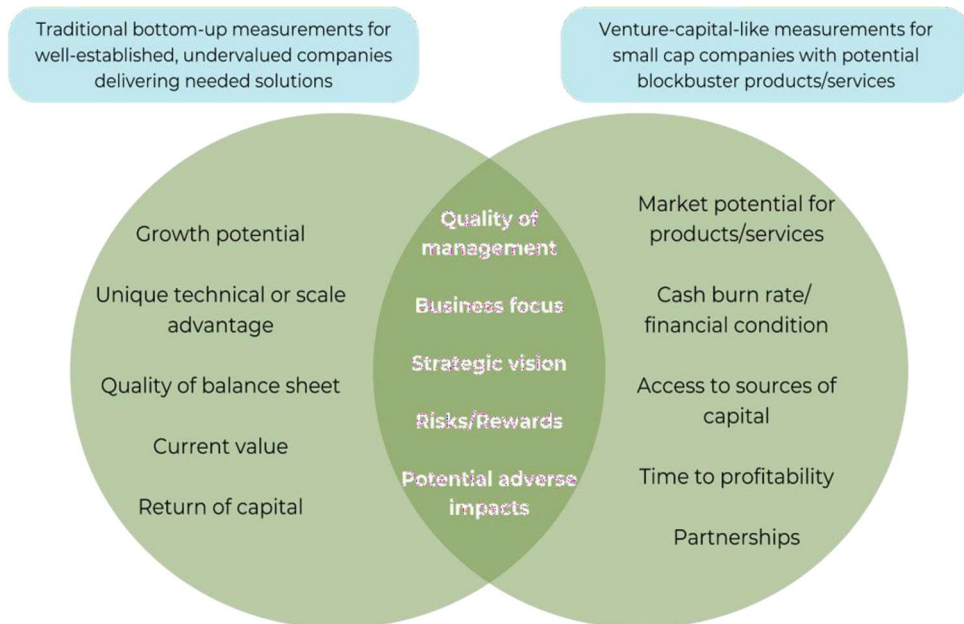 Traditional bottom-up measurements for
well-established, undervalued companies
delivering needed solutions
Venture-capital-like measurements for
small cap companies with potential
blockbuster products/services
Growth potential
Unique technical or scale
advantage
Quality of balance sheet
Current value
Return of capital
Quality of
management
Business focus
Strategic vision
Risks/Rewards
Potential adverse
impacts
Market potential for
products/services
Cash burn rate/
financial condition
Access to sources of
capital
Time to profitability
Partnerships